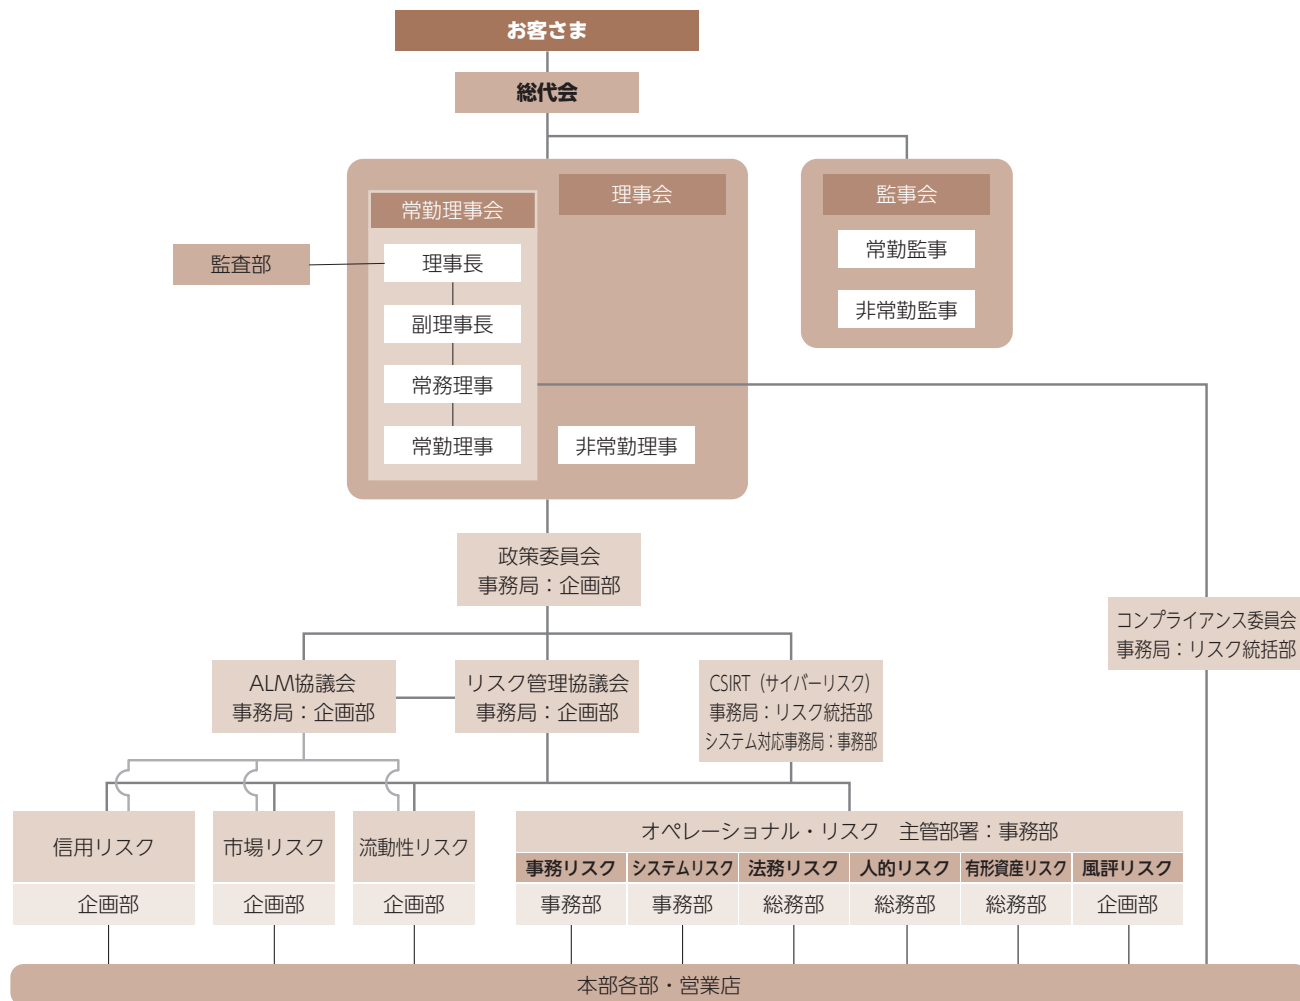 お客さま
総代会
理事会
常勤理事会
監事会
監査部
理事長
副理事長
常務理事
常勤理事
非常勤理事
常勤監事
非常勤監事
政策委員会
事務局：企画部
コンプライアンス委員会
事務局：リスク統括部
ALM協議会
事務局：企画部
リスク管理協議会
事務局：企画部
CSIRT（サイバーリスク）
事務局：リスク統括部
システム対応事務局：事務部
信用リスク
企画部
市場リスク
企画部
流動性リスク
企画部
オペレーショナル・リスク　主管部署：事務部
事務リスク
事務部
システムリスク
事務部
法務リスク
総務部
人的リスク
総務部
有形資産リスク
総務部
風評リスク
企画部
本部各部・営業店